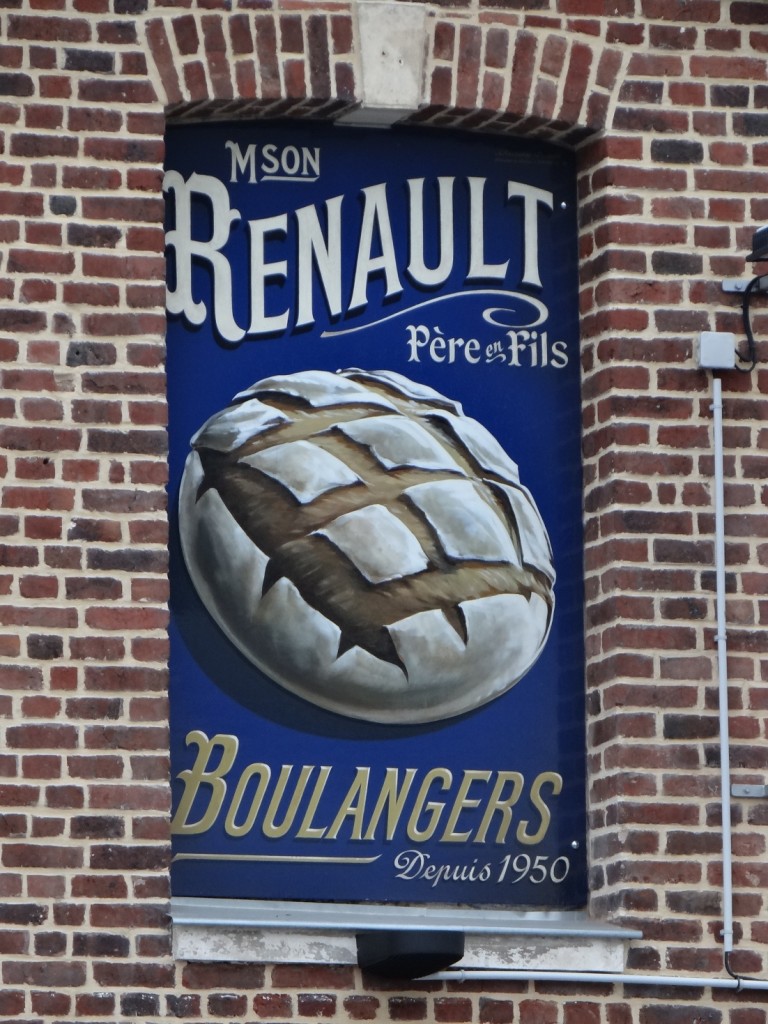 Mson
RENAULT
Père en Fils
BOULANGERS
Depuis 1950